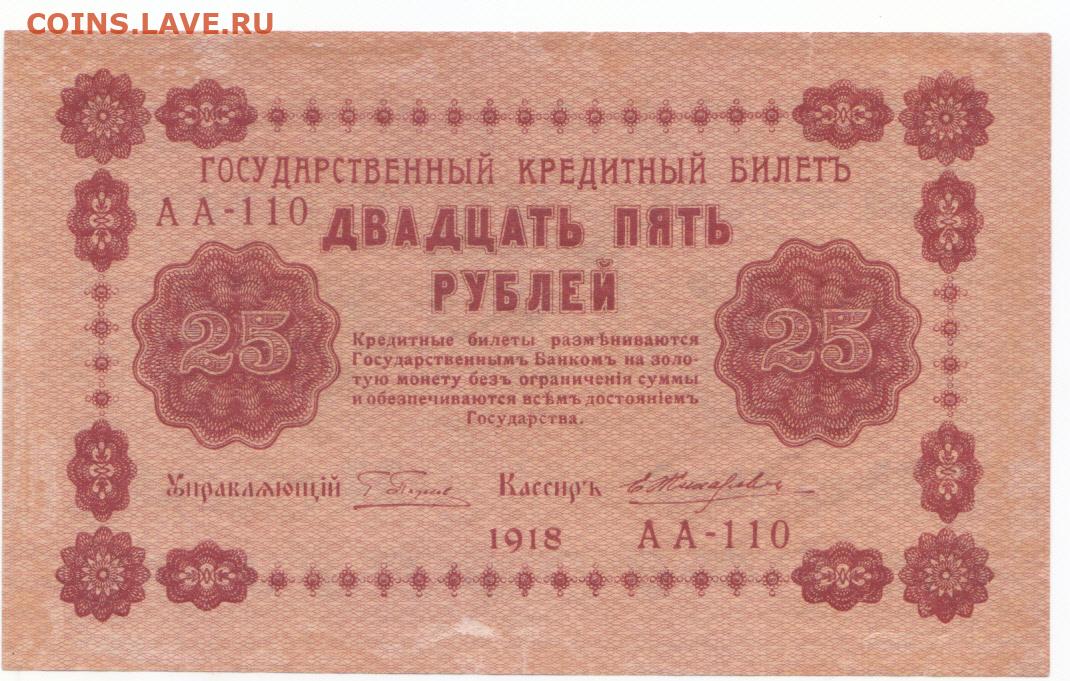 COINS.LAVE.RU
ГОСУДАРСТВЕННЫЙ КРЕДИТНЫЙ БИЛЕТЪ
АА-110
ДВАДЦАТЬ ПЯТЬ
РУБЛЕЙ
25
25
Кредитные билеты размѣниваются
Государственнымъ Банкомъ на золо-
тую монету безъ ограниченія суммы
и обезпечиваются всѣмъ достояніемъ
Государства.
Управляющій
Кассиръ
1918
АА-110